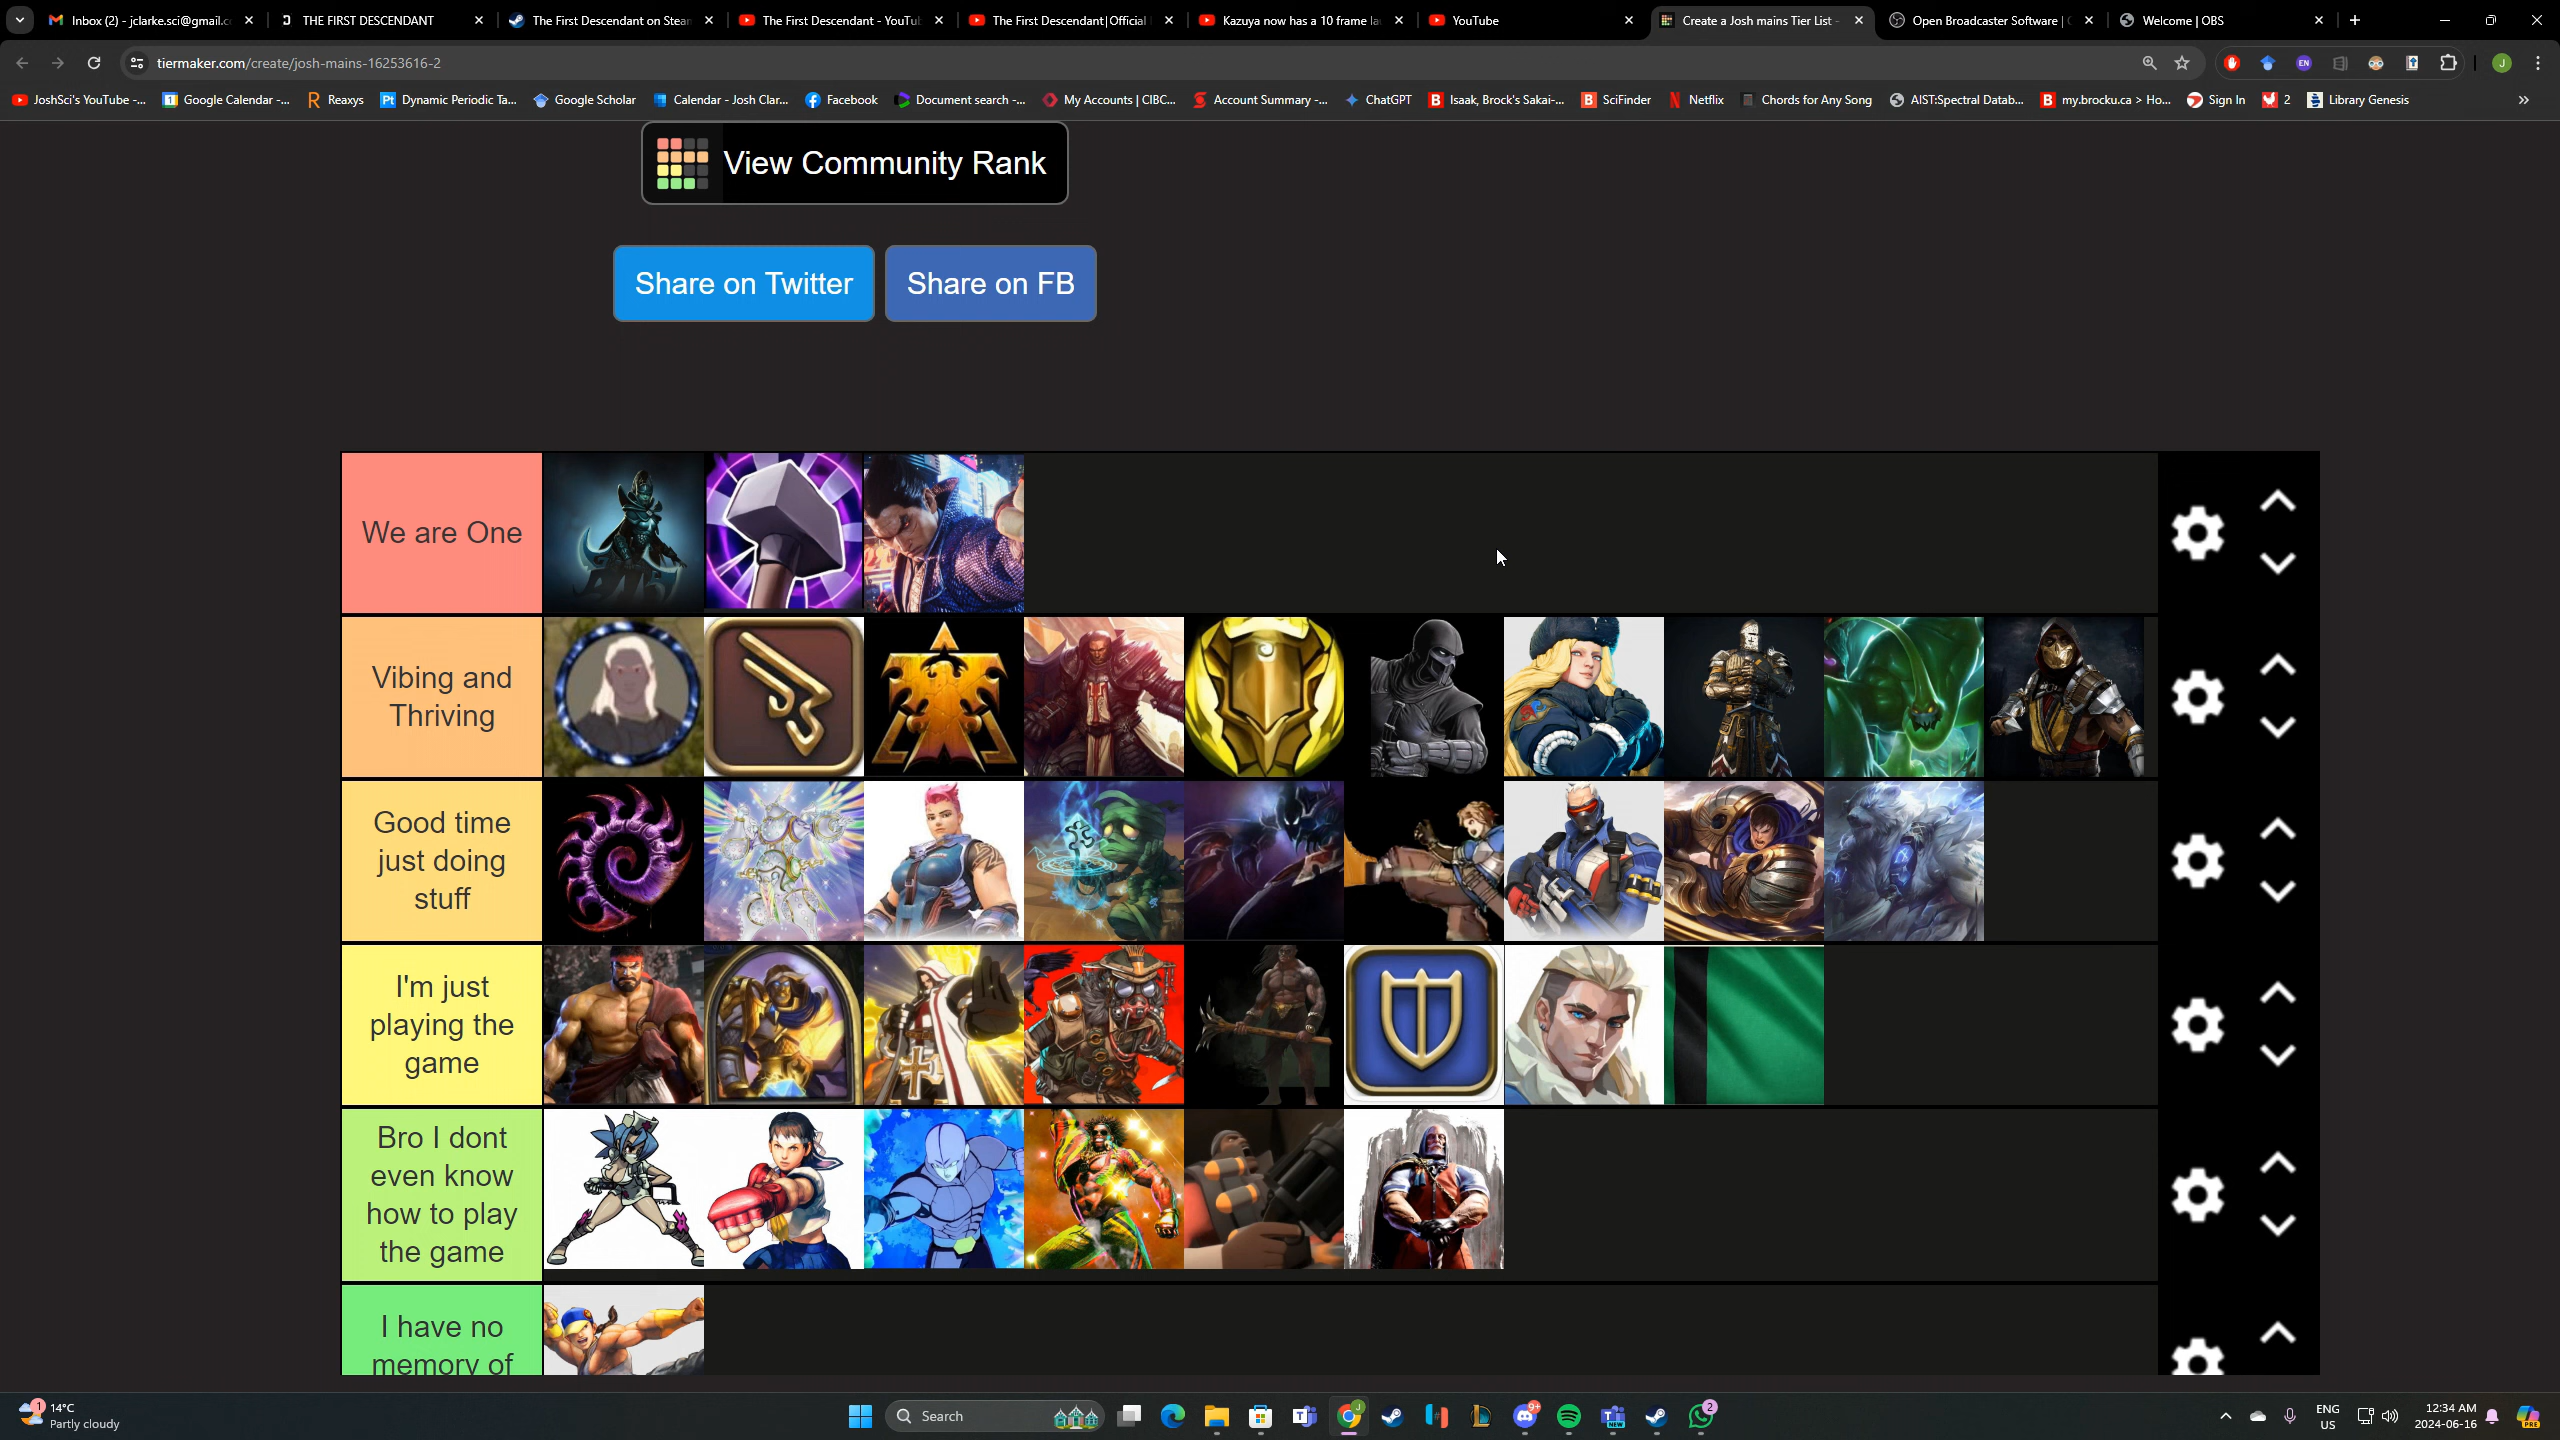 Inbox (2) - jclarke.sci@gmail.c
THE FIRST DESCENDANT
The First Descendant on Stear
The First Descendant - YouTu
The First Descendant | Official
Kazuya now has a 10 frame la
YouTube
Create a Josh mains Tier List -
Open Broadcaster Software |
Welcome | OBS
tiermaker.com/create/josh-mains-16253616-2
JoshSci's YouTube -...
Google Calendar -...
Reaxys
Dynamic Periodic Ta...
Google Scholar
Calendar - Josh Clar...
Facebook
Document search -...
My Accounts | CIBC...
Account Summary -...
ChatGPT
Isaak, Brock's Sakai-...
SciFinder
Netflix
Chords for Any Song
AIST:Spectral Datab...
my.brocku.ca > Ho...
Sign In
2
Library Genesis
View Community Rank
Share on Twitter
Share on FB
We are One
Vibing and
Thriving
Good time
just doing
stuff
I'm just
playing the
game
Bro I dont
even know
how to play
the game
I have no
memory of
1
14°C
Partly cloudy
Search
9+
NEW
2
ENG
US
12:34 AM
2024-06-16
PRE